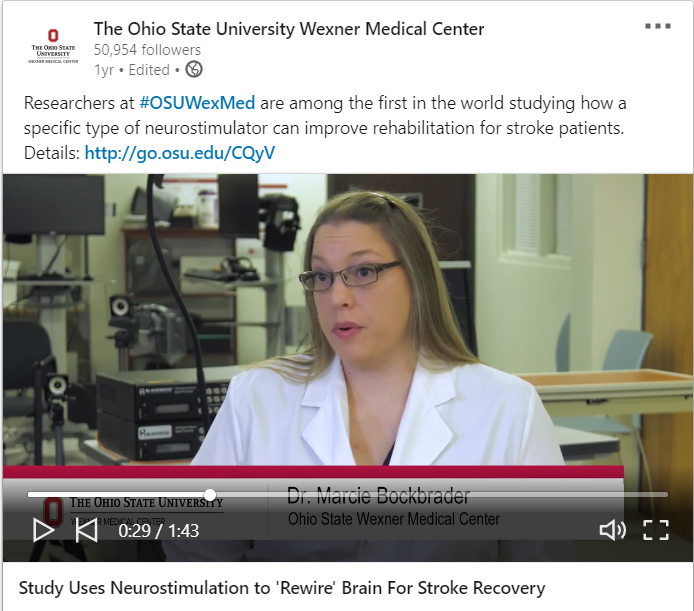 The Ohio State University Wexner Medical Center
50,954 followers
1yr • Edited •
THE OHIO STATE
UNIVERSITY
WEXNER MEDICAL CENTER
Researchers at #OSUWexMed are among the first in the world studying how a
specific type of neurostimulator can improve rehabilitation for stroke patients.
Details: http://go.osu.edu/CQyV
BLACKROCK
THE OHIO STATE UNIVERSITY
WEXNER MEDICAL CENTER
Dr. Marcie Bockbrader
Ohio State Wexner Medical Center
0:29 / 1:43
Study Uses Neurostimulation to 'Rewire' Brain For Stroke Recovery